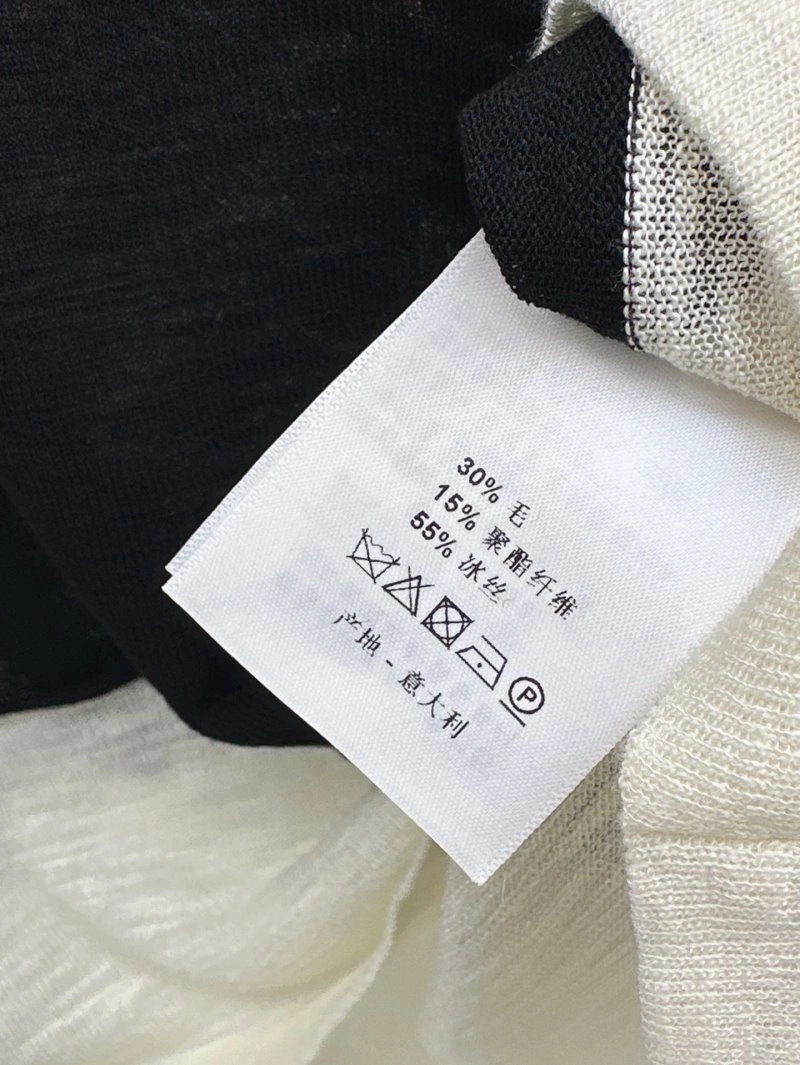 30% 毛
15% 聚酯纤维
55% 冰丝
P
产地-意大利